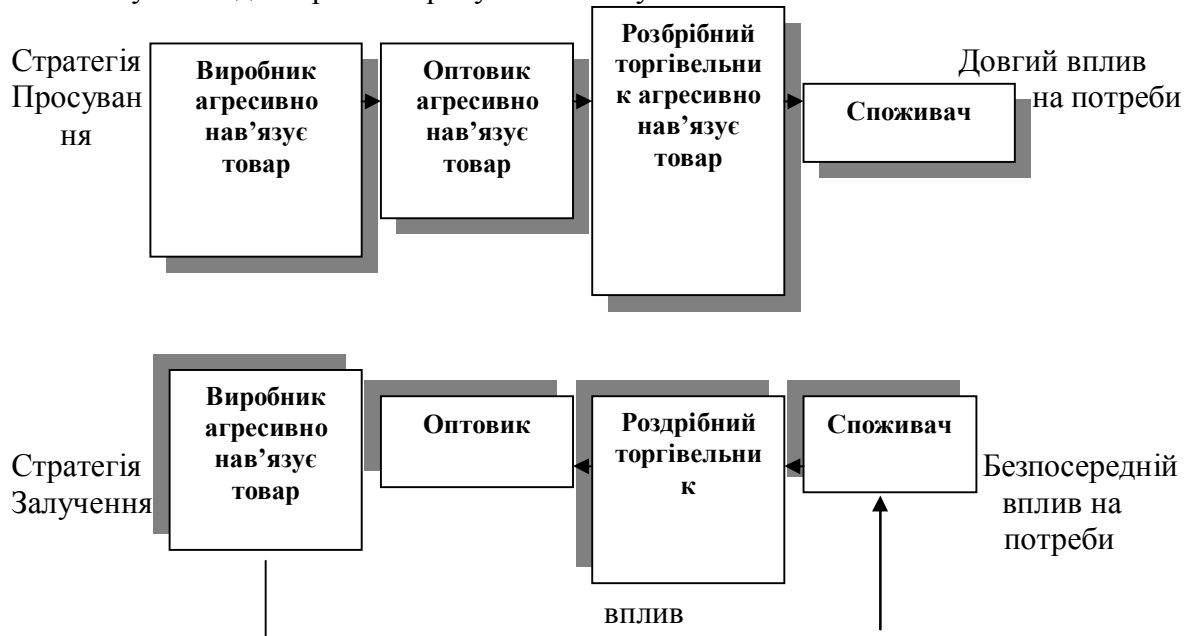 Стратегія
Просуван
ня
Виробник
агресивно
нав’язує
товар
Оптовик
агресивно
нав’язує
товар
Розбрібний
торгівельни
к агресивно
нав’язує
товар
Споживач
Довгий вплив
на потреби
Стратегія
Залучення
Виробник
агресивно
нав’язує
товар
Оптовик
Роздрібний
торгівельни
к
Споживач
Безпосередній
вплив на
потреби
вплив